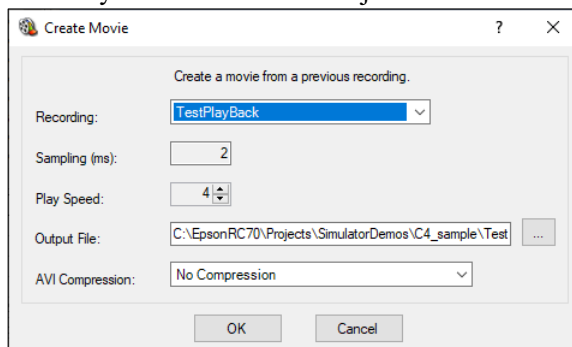 Create Movie
?
Create a movie from a previous recording.
Recording: TestPlayBack
Sampling (ms): 2
Play Speed: 4
Output File: C:\EpsonRC70\Projects\SimulatorDemos\C4_sample\Test ...
AVI Compression: No Compression
OK Cancel